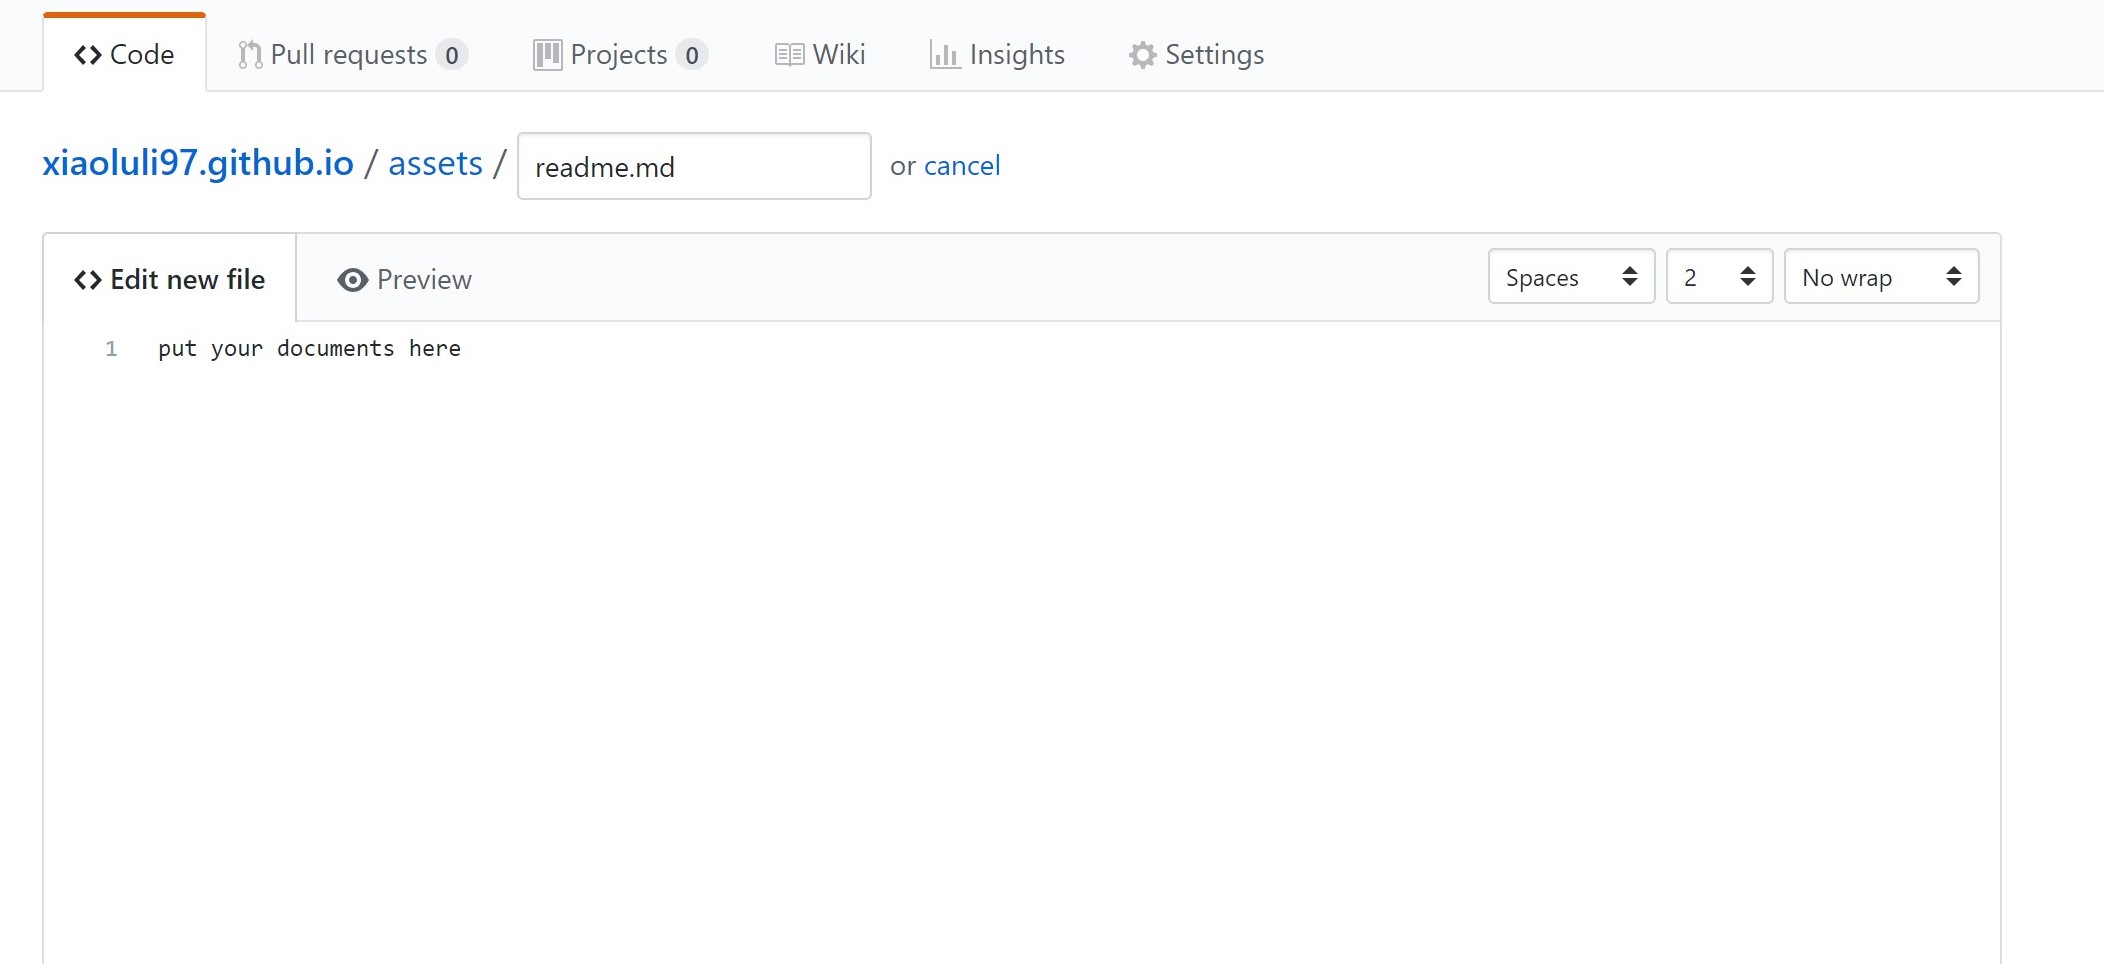 Code Pull requests 0 Projects 0 Wiki Insights Settings
xiaoluli97.github.io / assets / readme.md or cancel
Edit new file Preview Spaces 2 No wrap
1 put your documents here